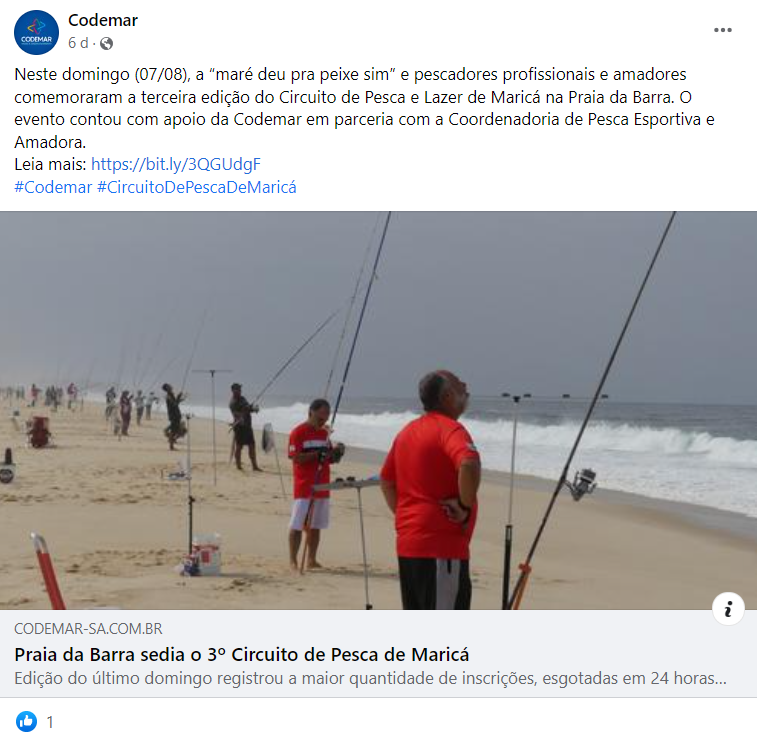 Codemar
6 d ·
Neste domingo (07/08), a “maré deu pra peixe sim” e pescadores profissionais e amadores
comemoraram a terceira edição do Circuito de Pesca e Lazer de Maricá na Praia da Barra. O
evento contou com apoio da Codemar em parceria com a Coordenadoria de Pesca Esportiva e
Amadora.
Leia mais: https://bit.ly/3QGUdgF
#Codemar #CircuitoDePescaDeMaricá
CODEMAR
CODEMAR-SA.COM.BR
Praia da Barra sedia o 3º Circuito de Pesca de Maricá
Edição do último domingo registrou a maior quantidade de inscrições, esgotadas em 24 horas...
1